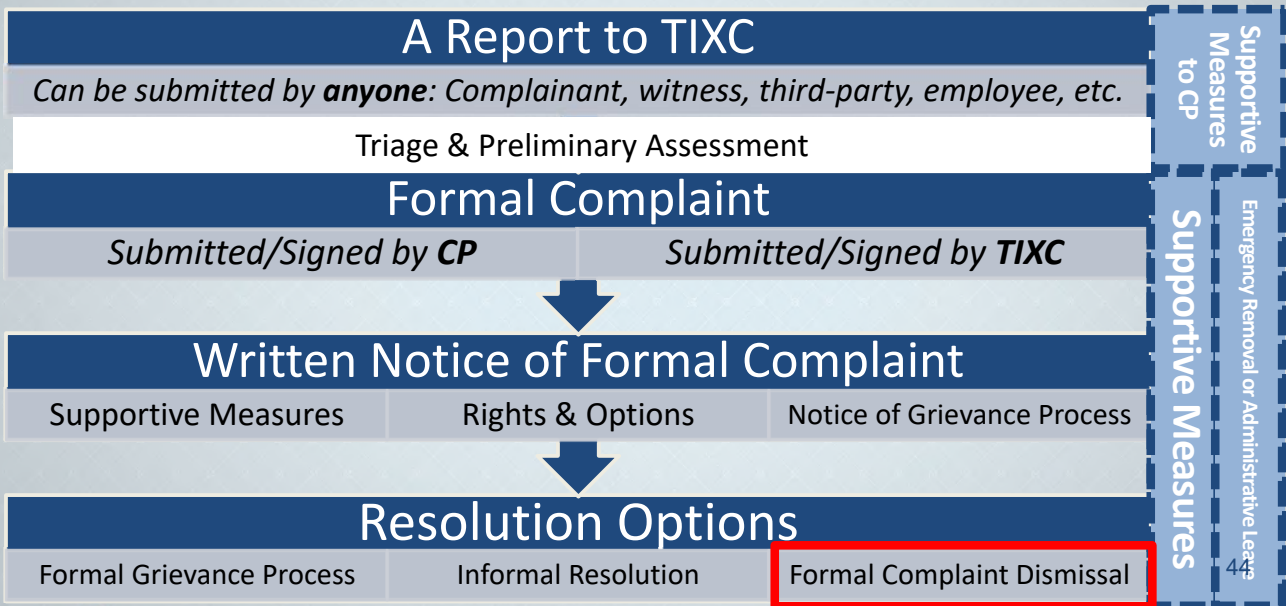 A Report to TIXC
Can be submitted by anyone: Complainant, witness, third-party, employee, etc.
Triage & Preliminary Assessment
Formal Complaint
Submitted/Signed by CP
Submitted/Signed by TIXC
Written Notice of Formal Complaint
Supportive Measures
Rights & Options
Notice of Grievance Process
Resolution Options
Formal Grievance Process
Informal Resolution
Formal Complaint Dismissal
Supportive
Measures
to CP
Supportive Measures
Emergency Removal or Administrative Leave
44